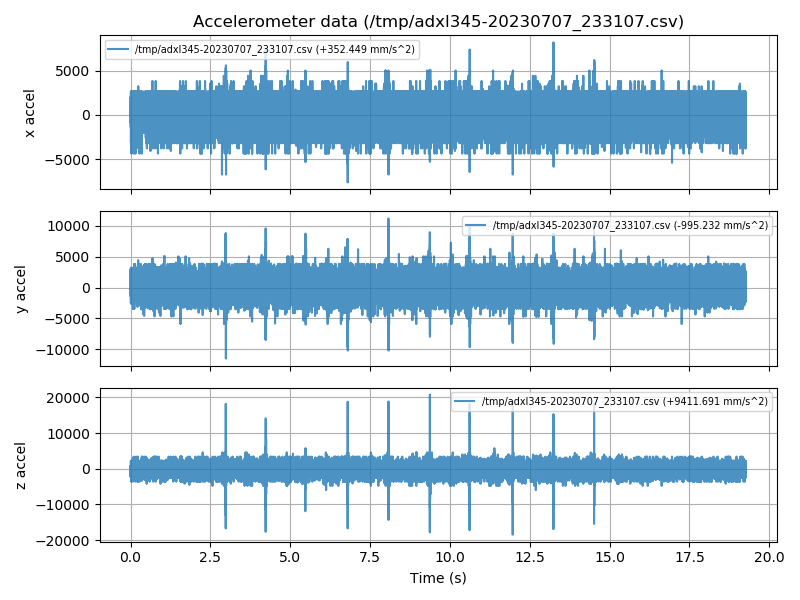 Accelerometer data (/tmp/adxl345-20230707_233107.csv)
/tmp/adxl345-20230707_233107.csv (+352.449 mm/s^2)
5000
0
−5000
x accel
/tmp/adxl345-20230707_233107.csv (-995.232 mm/s^2)
10000
5000
0
−5000
−10000
y accel
/tmp/adxl345-20230707_233107.csv (+9411.691 mm/s^2)
20000
10000
0
−10000
−20000
z accel
0.0 2.5 5.0 7.5 10.0 12.5 15.0 17.5 20.0
Time (s)